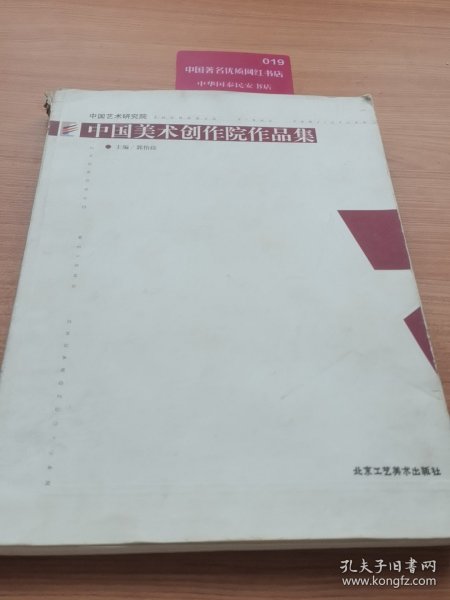 019
中国著名优质网红书店
中华国泰民安书店
中国艺术研究院
中国美术创作院作品集
主编
北京工艺美术出版社
孔夫子旧书网
www.kongfz.com